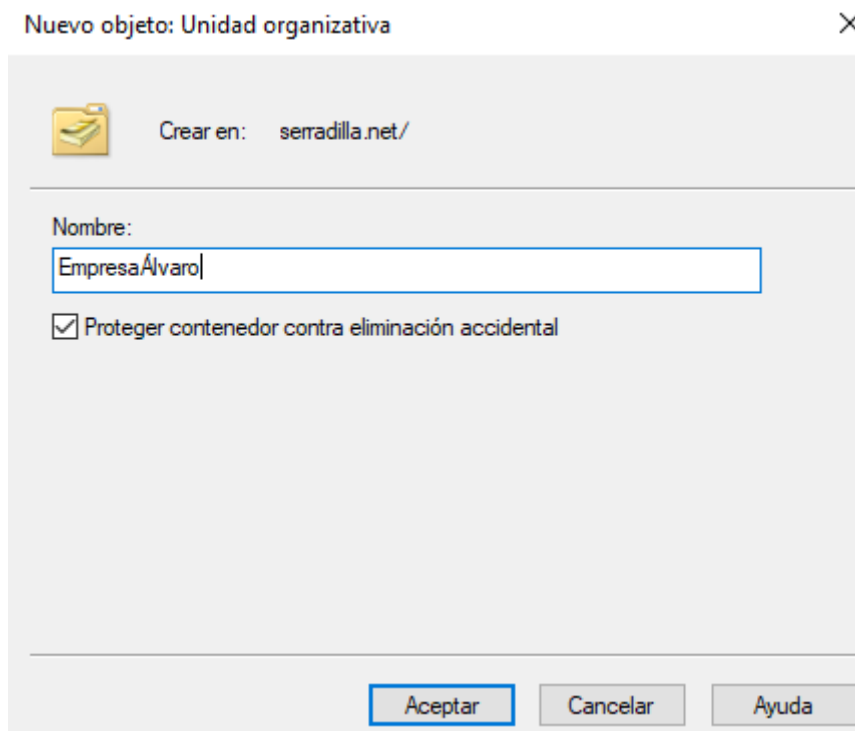 Nuevo objeto: Unidad organizativa
Crear en: serradilla.net/
Nombre:
EmpresaÁlvaro
Proteger contenedor contra eliminación accidental
Aceptar Cancelar Ayuda